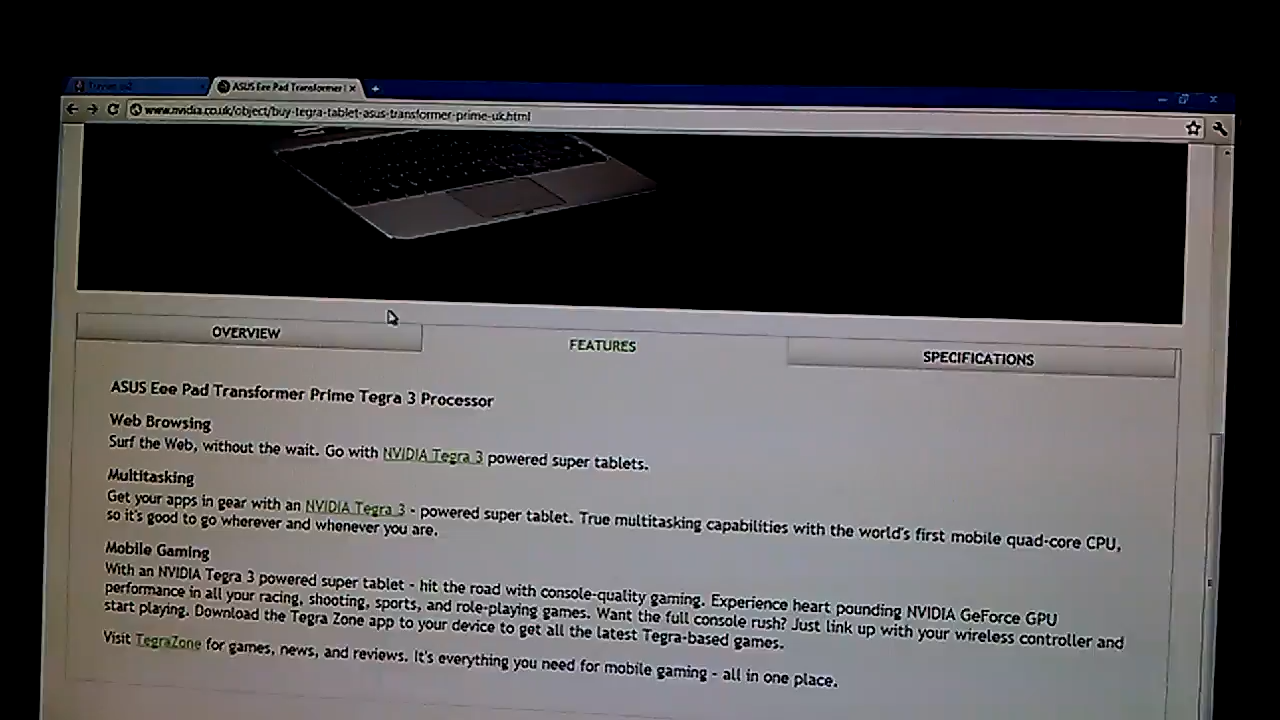 ASUS Eee Pad Transformer
www.nvidia.co.uk/object/buy-tegra-tablet-asus-transformer-prime-uk.html
OVERVIEW
FEATURES
SPECIFICATIONS
ASUS Eee Pad Transformer Prime Tegra 3 Processor
Web Browsing
Surf the Web, without the wait. Go with NVIDIA Tegra 3 powered super tablets.
Multitasking
Get your apps in gear with an NVIDIA Tegra 3 - powered super tablet. True multitasking capabilities with the world's first mobile quad-core CPU,
so it's good to go wherever and whenever you are.
Mobile Gaming
With an NVIDIA Tegra 3 powered super tablet - hit the road with console-quality gaming. Experience heart pounding NVIDIA GeForce GPU
performance in all your racing, shooting, sports, and role-playing games. Want the full console rush? Just link up with your wireless controller and
start playing. Download the Tegra Zone app to your device to get all the latest Tegra-based games.
Visit TegraZone for games, news, and reviews. It's everything you need for mobile gaming - all in one place.